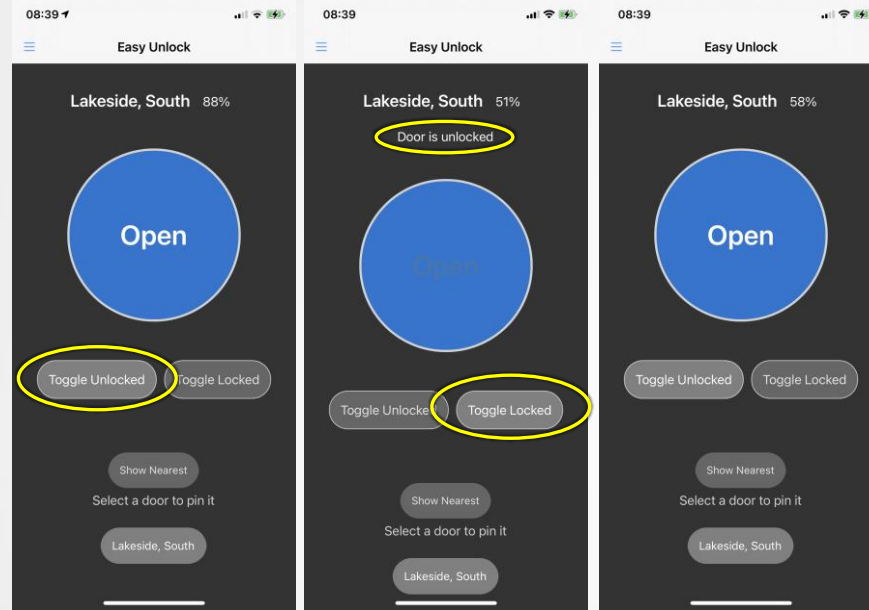 08:39
Easy Unlock
Lakeside, South 88%
Open
Toggle Unlocked
Toggle Locked
Show Nearest
Select a door to pin it
Lakeside, South
08:39
Easy Unlock
Lakeside, South 51%
Door is unlocked
Open
Toggle Unlocked
Toggle Locked
Show Nearest
Select a door to pin it
Lakeside, South
08:39
Easy Unlock
Lakeside, South 58%
Open
Toggle Unlocked
Toggle Locked
Show Nearest
Select a door to pin it
Lakeside, South